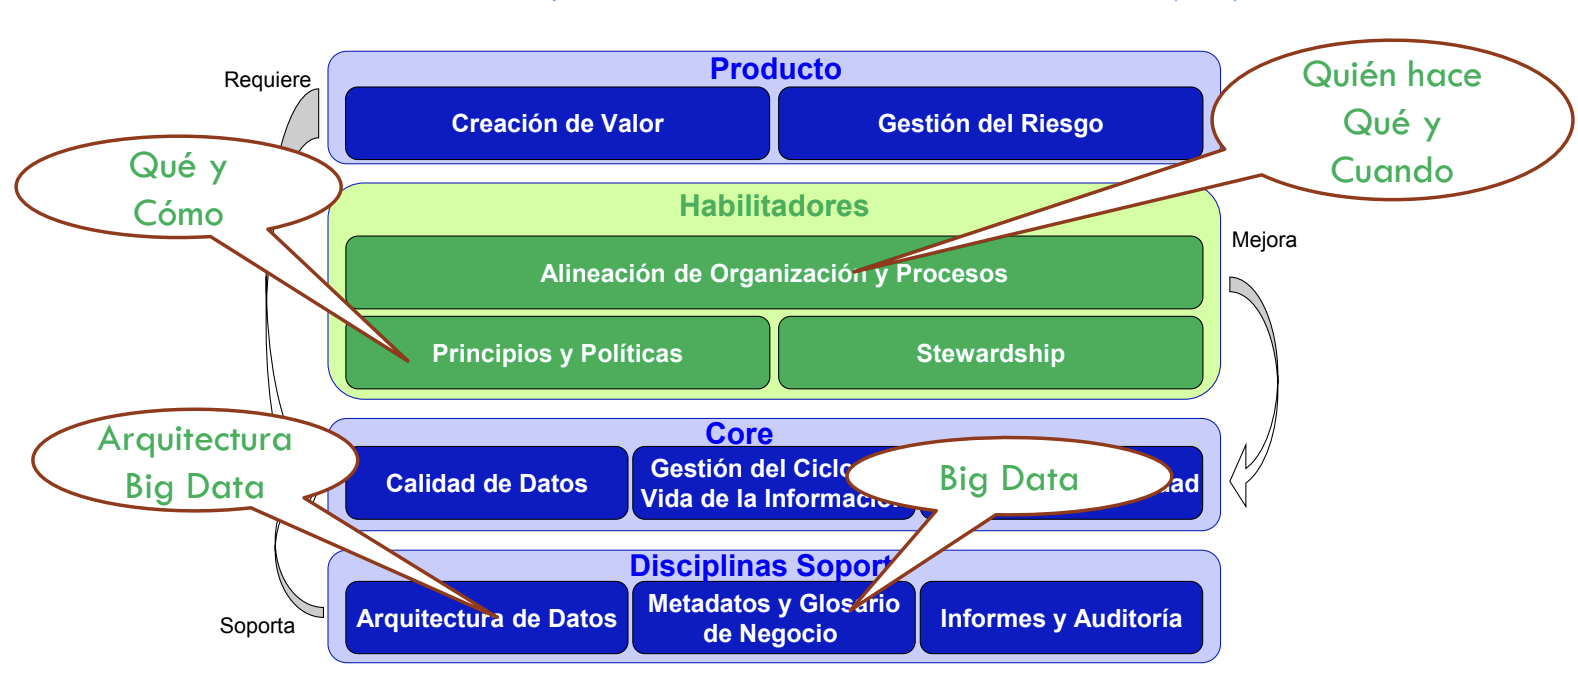 Producto
Requiere
Creación de Valor
Gestión del Riesgo
Quién hace
Qué y
Cuando
Qué y
Cómo
Habilitadores
Mejora
Alineación de Organización y Procesos
Principios y Políticas
Stewardship
Core
Arquitectura
Big Data
Calidad de Datos
Gestión del Ciclo
Vida de la Información
Big Data
Disciplinas
Arquitectura de Datos
Metadatos y Glosario
de Negocio
Informes y Auditoría
Soporta